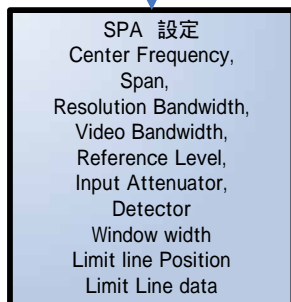 SPA 設定
Center Frequency,
Span,
Resolution Bandwidth,
Video Bandwidth,
Reference Level,
Input Attenuator,
Detector
Window width
Limit line Position
Limit Line data